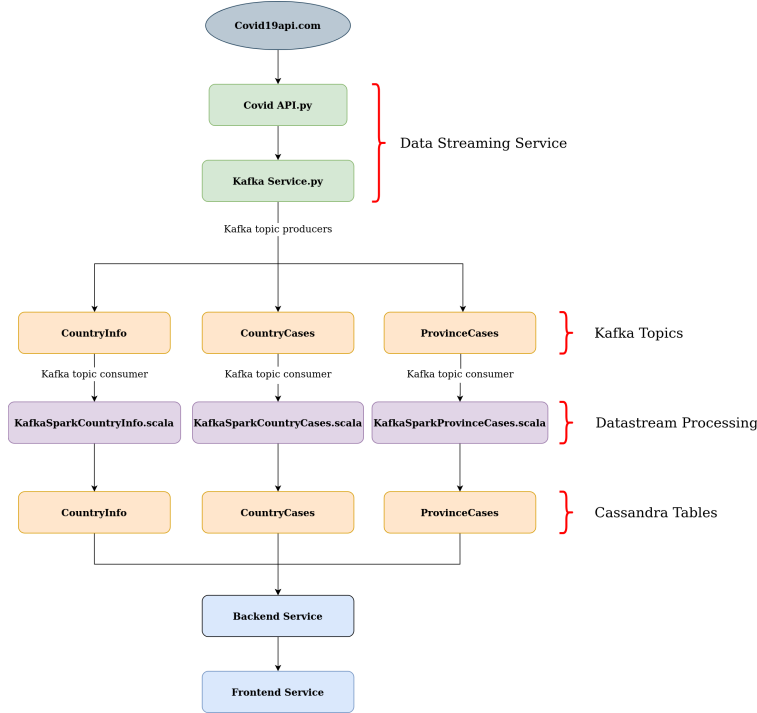 Covid19api.com
Covid API.py
Data Streaming Service
Kafka Service.py
Kafka topic producers
CountryInfo
CountryCases
ProvinceCases
Kafka Topics
Kafka topic consumer
Kafka topic consumer
Kafka topic consumer
KafkaSparkCountryInfo.scala
KafkaSparkCountryCases.scala
KafkaSparkProvinceCases.scala
Datastream Processing
CountryInfo
CountryCases
ProvinceCases
Cassandra Tables
Backend Service
Frontend Service